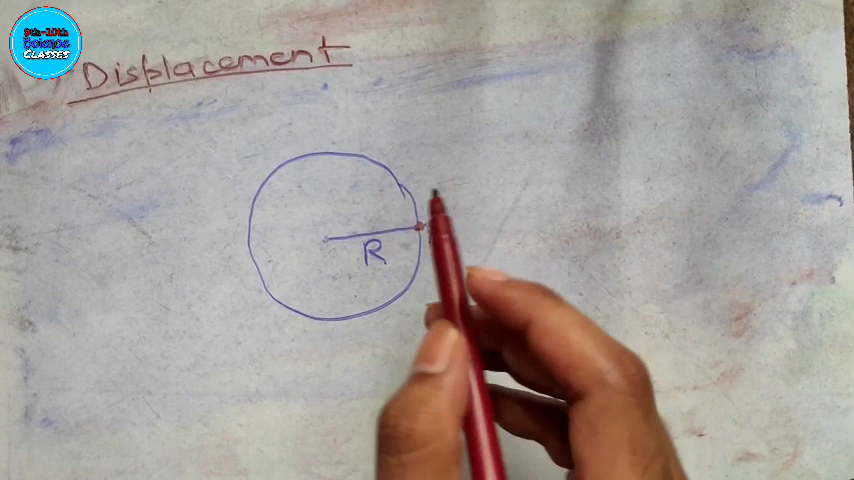 9th-10th
Science
CLASSES
Displacement
R